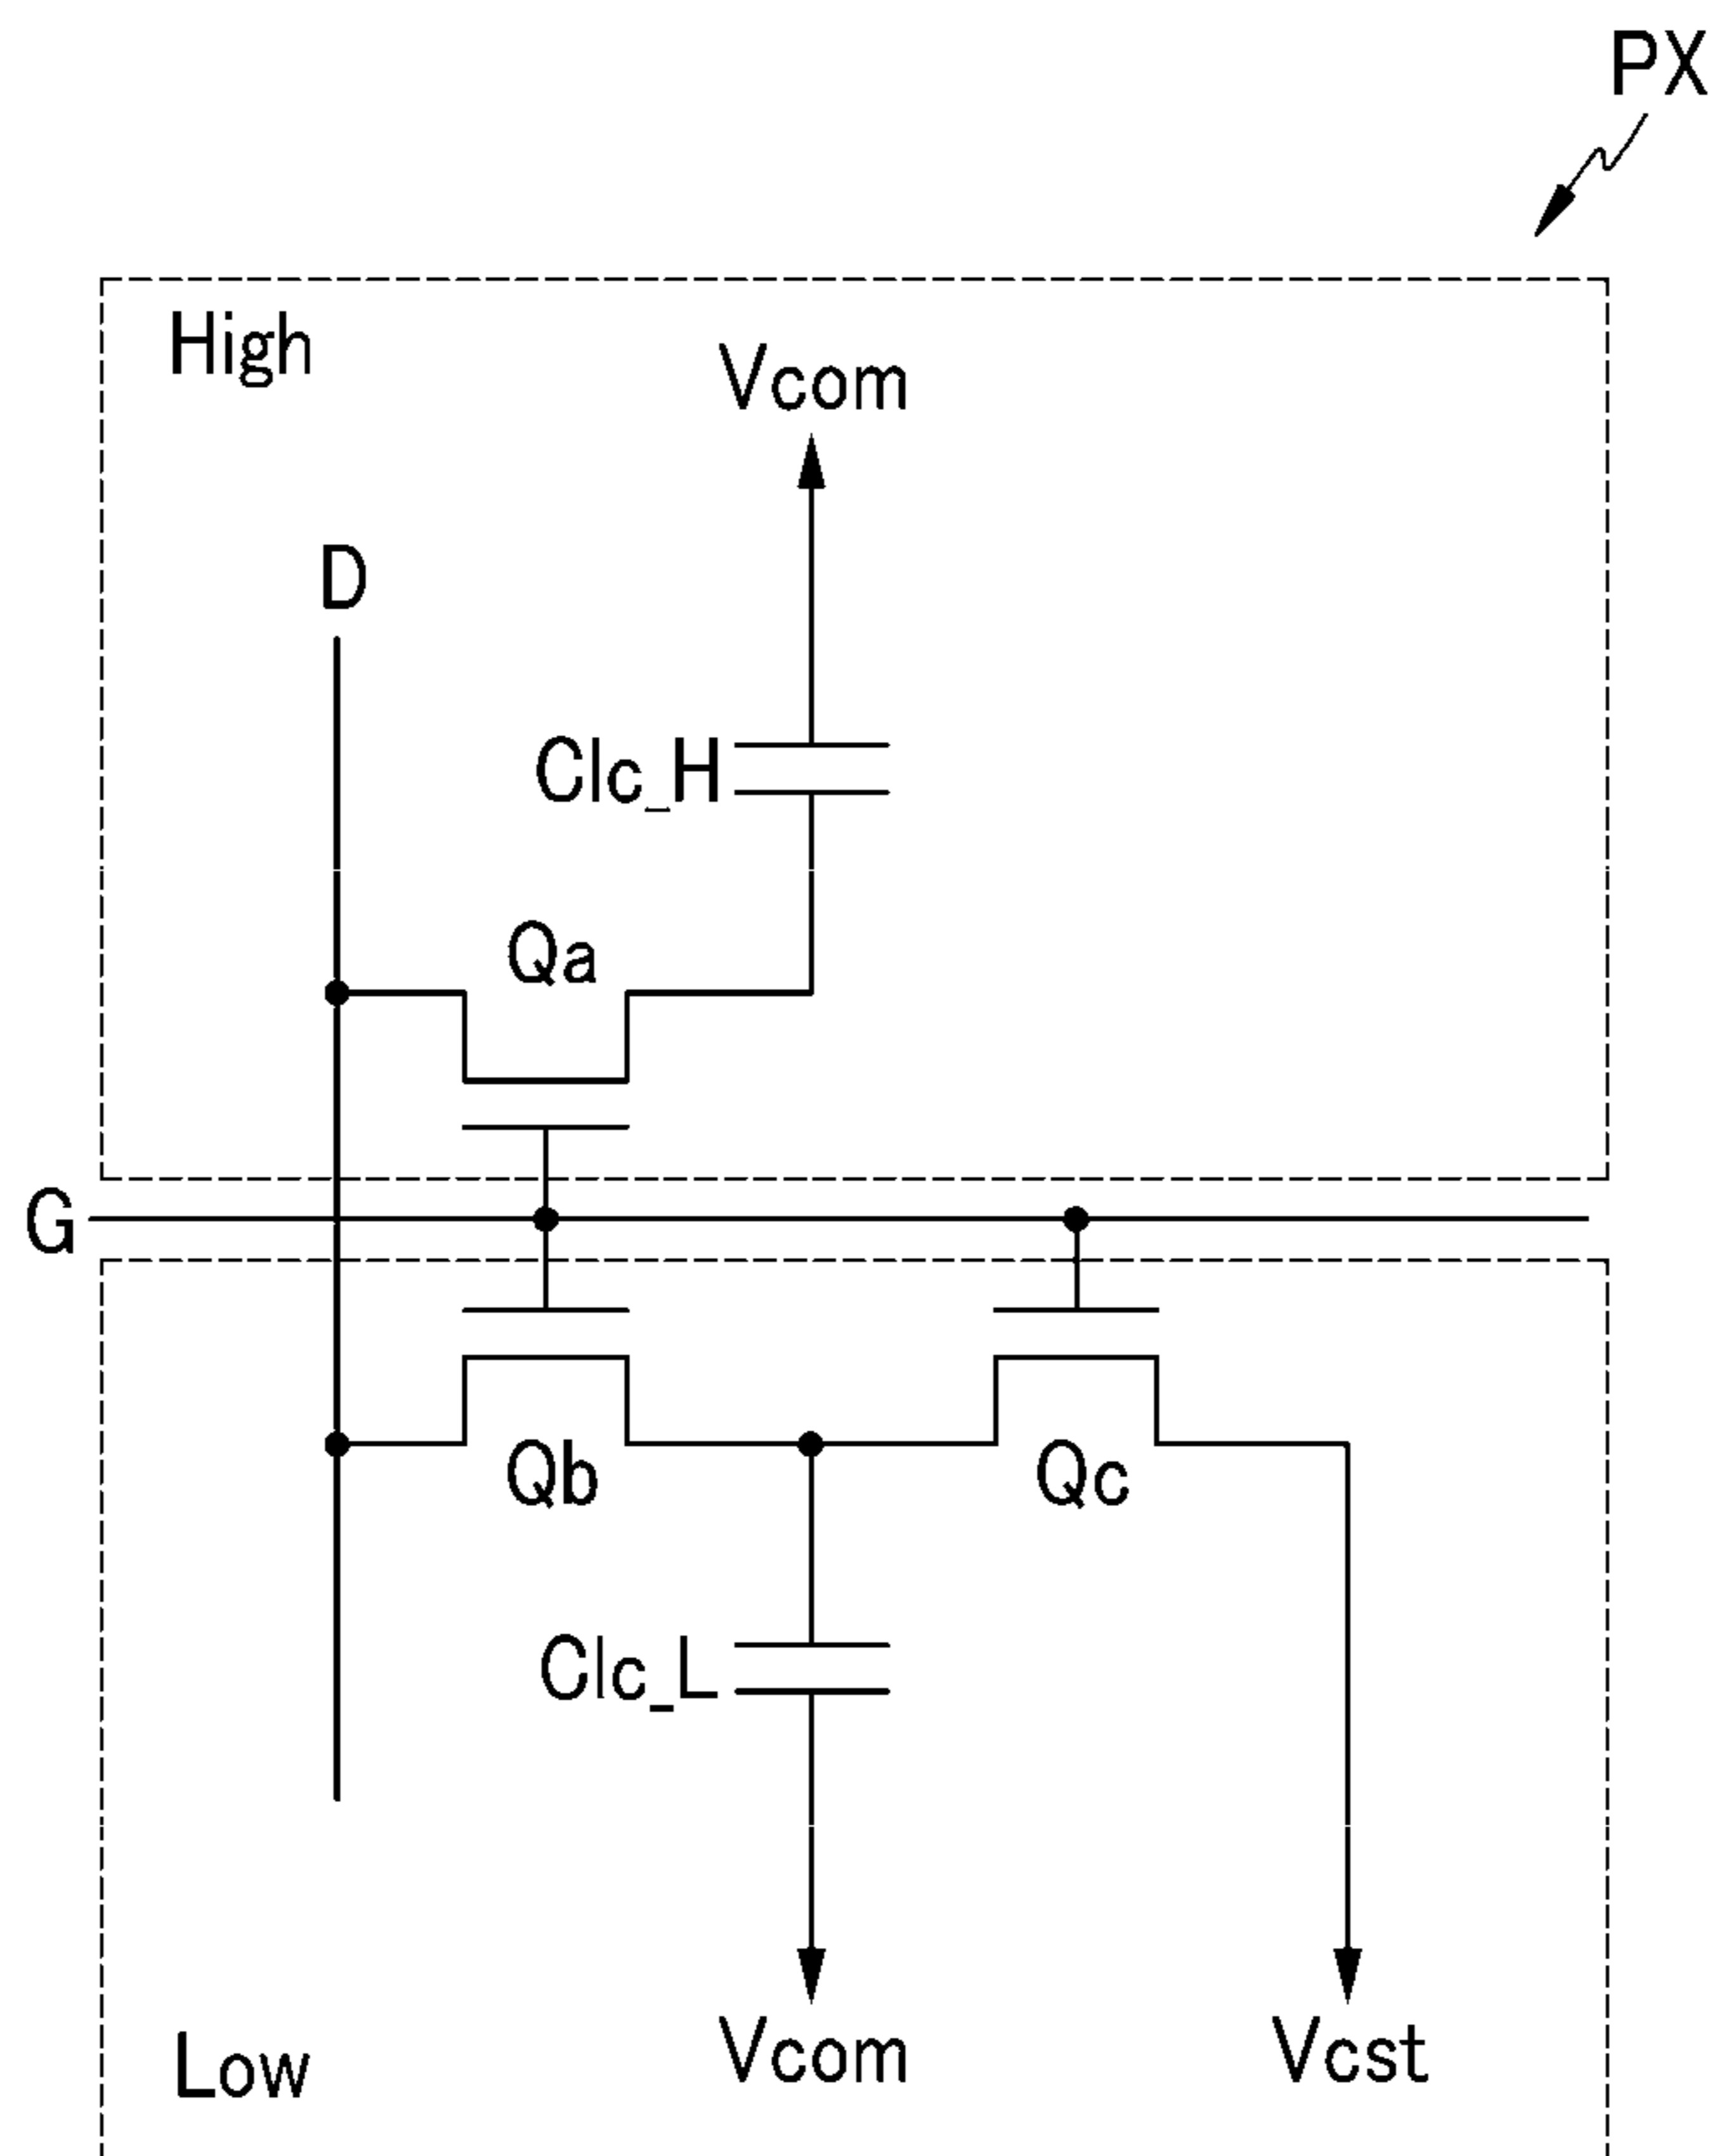 PX
High
Vcom
D
Clc_H
Qa
G
Qb
Qc
Clc_L
Low
Vcom
Vcst